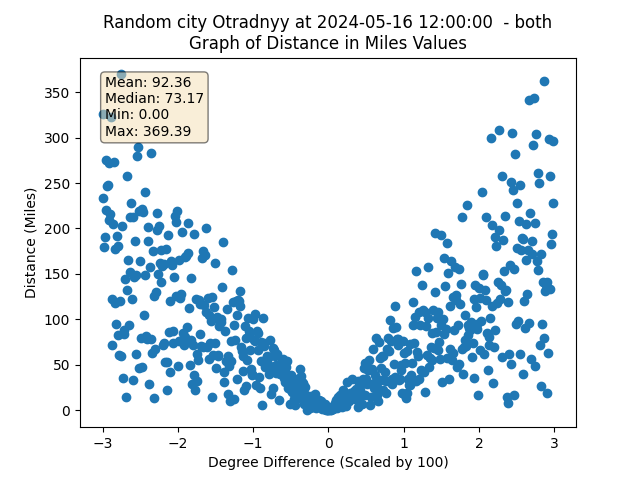 Random city Otradnyy at 2024-05-16 12:00:00 - both
Graph of Distance in Miles Values
Mean: 92.36
Median: 73.17
Min: 0.00
Max: 369.39
350
300
250
200
150
100
50
0
Distance (Miles)
−3
−2
−1
0
1
2
3
Degree Difference (Scaled by 100)